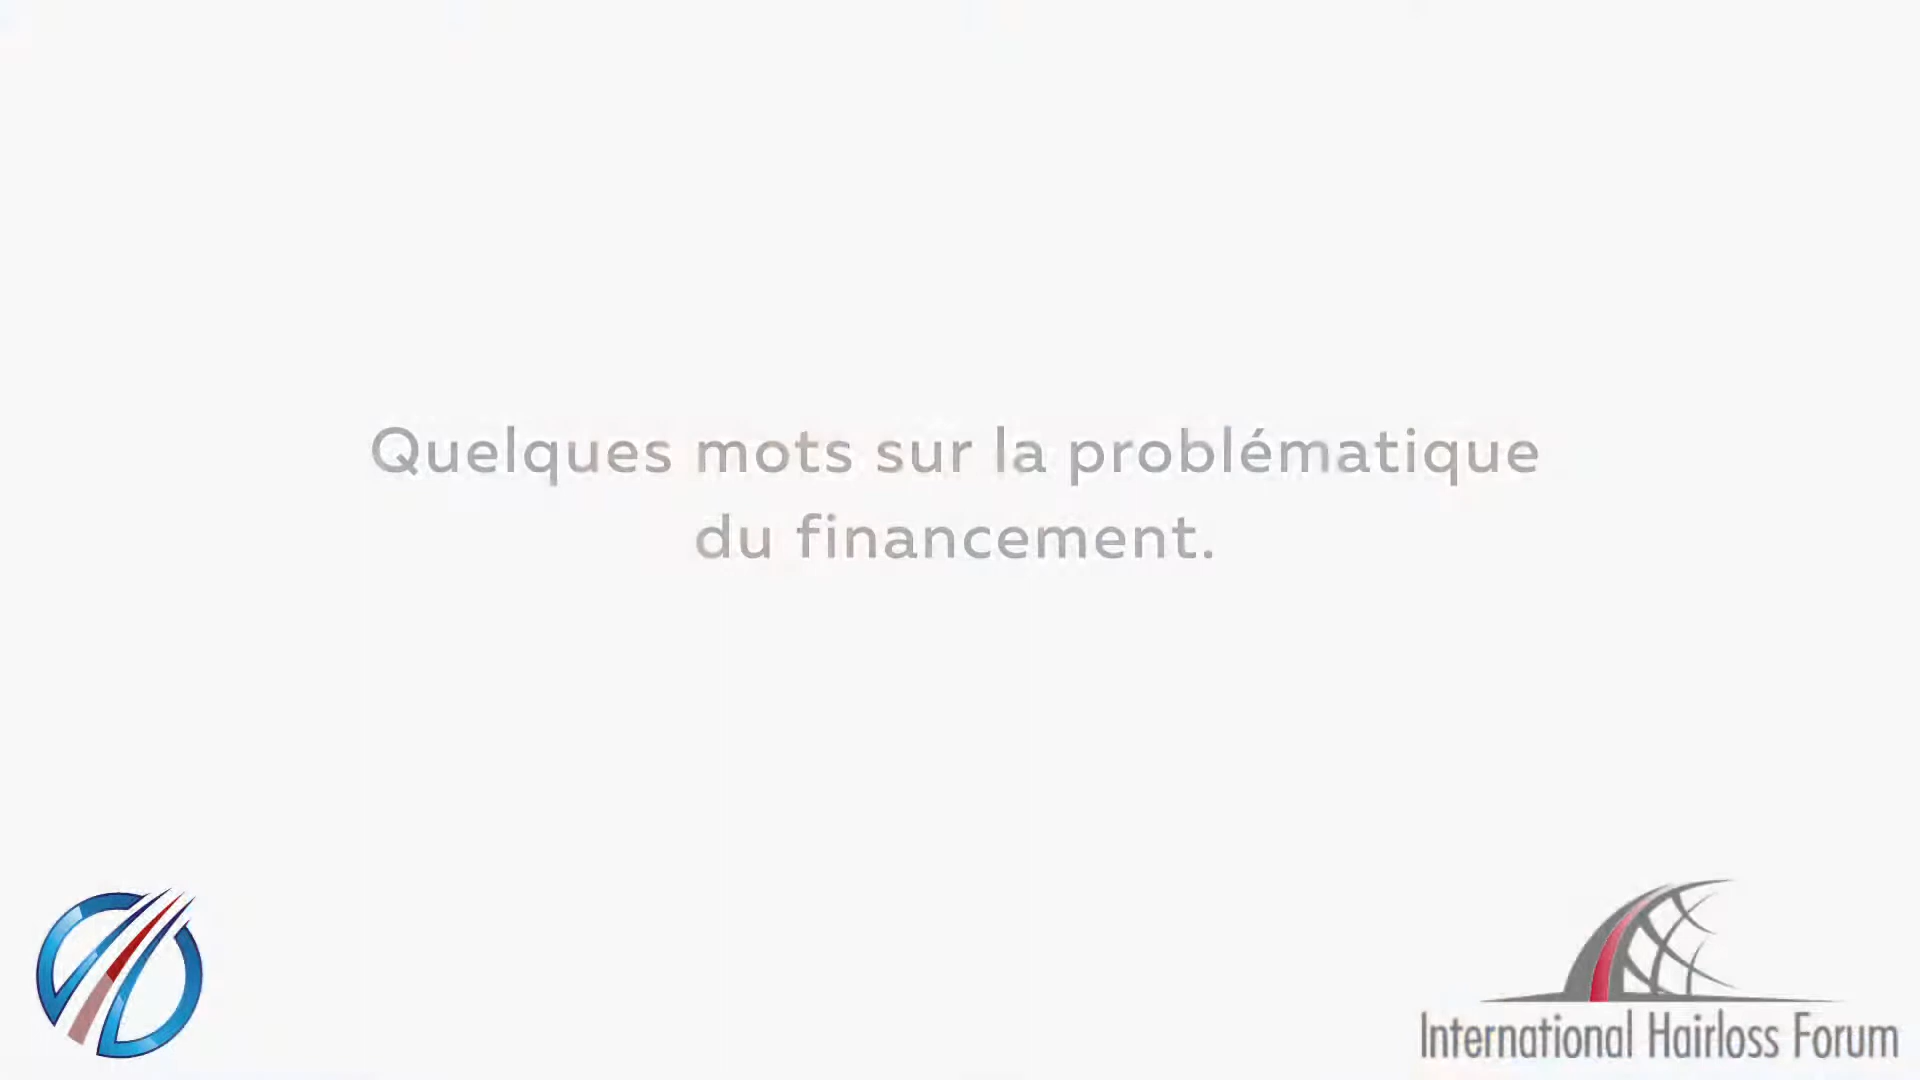 Quelques mots sur la problématique
du financement.
International Hairloss Forum